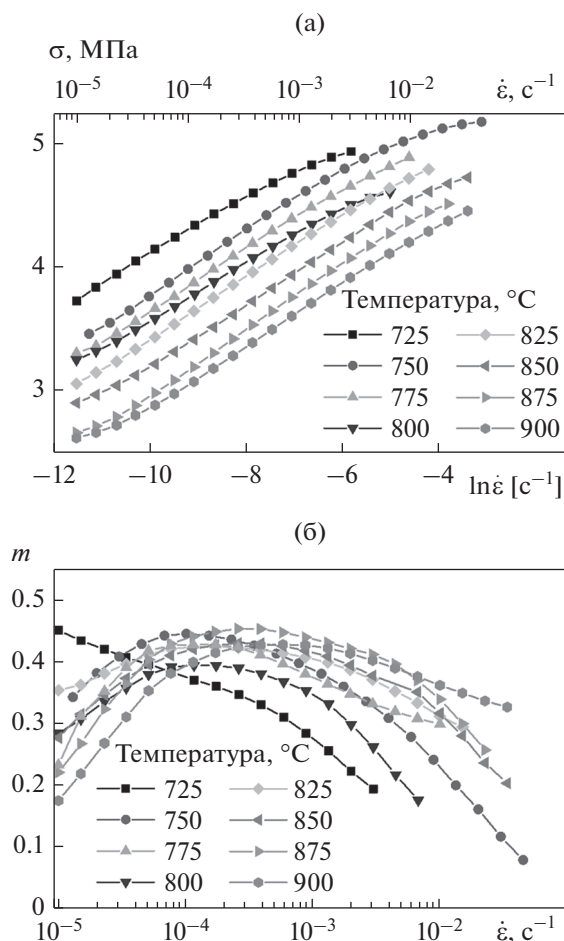 (а)
σ, МПа
10⁻⁵ 10⁻⁴ 10⁻³ 10⁻² ε̇, с⁻¹
5
4
3
Температура, °C
725 825
750 850
775 875
800 900
−12 −10 −8 −6 −4 lnε̇ [с⁻¹]
(б)
m
0.5
0.4
0.3
0.2
0.1
0
Температура, °C
725 825
750 850
775 875
800 900
10⁻⁵ 10⁻⁴ 10⁻³ 10⁻² ε̇, с⁻¹